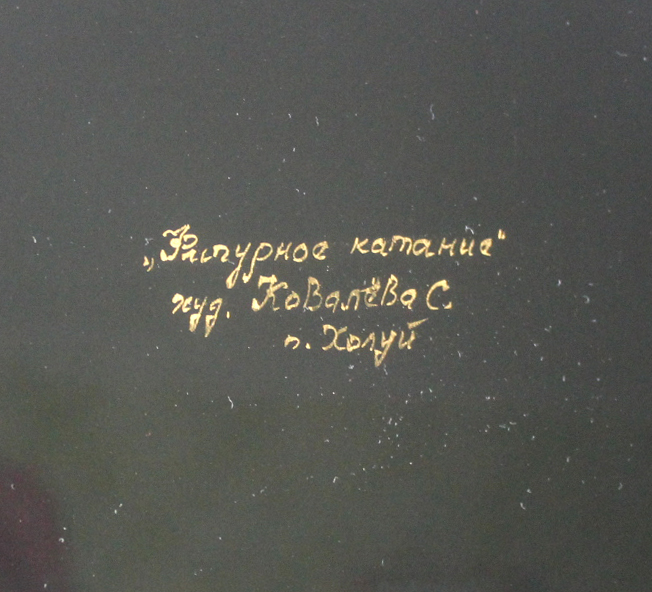 „Фигурное катание"
худ. Ковалёва С
п. Холуй